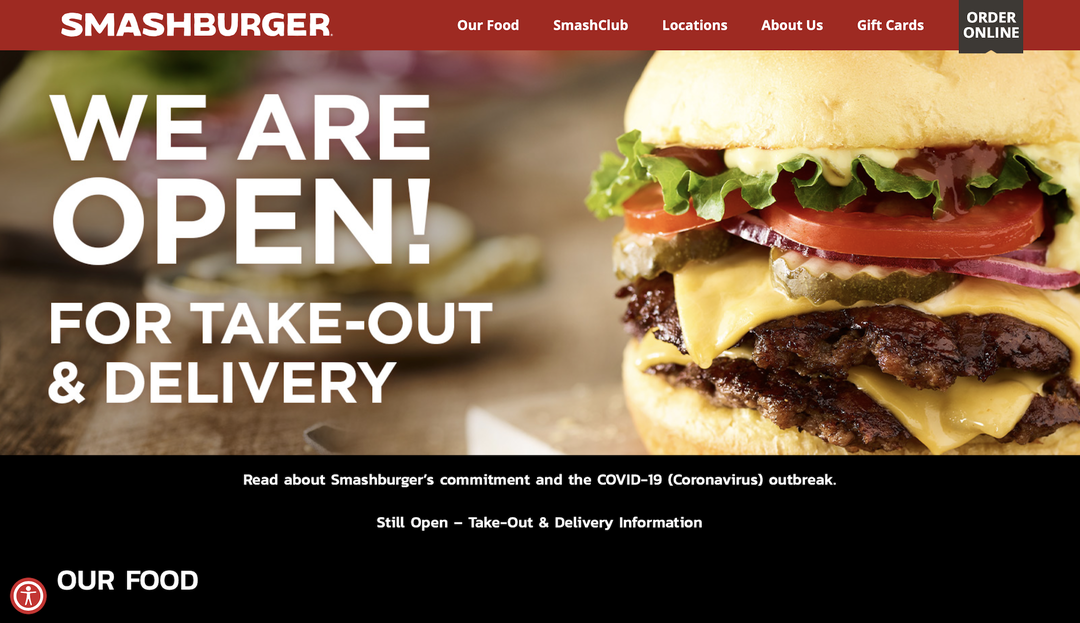 SMASHBURGER.
Our Food SmashClub Locations About Us Gift Cards
ORDER
ONLINE
WE ARE
OPEN!
FOR TAKE-OUT
& DELIVERY
Read about Smashburger’s commitment and the COVID-19 (Coronavirus) outbreak.
Still Open – Take-Out & Delivery Information
OUR FOOD